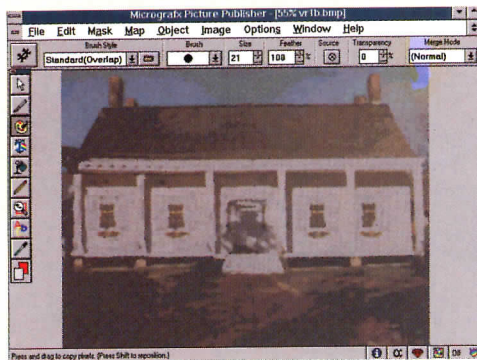 Micrografx Picture Publisher - [55% vr1b.bmp]
File Edit Mask Map Object Image Options Window Help
Brush Style Brush Size Feather Source Transparency Merge Mode
Standard(Overlap) 21 108 % 0 % (Normal)
Press and drag to copy pixels. (Press Shift to reposition.)
Off